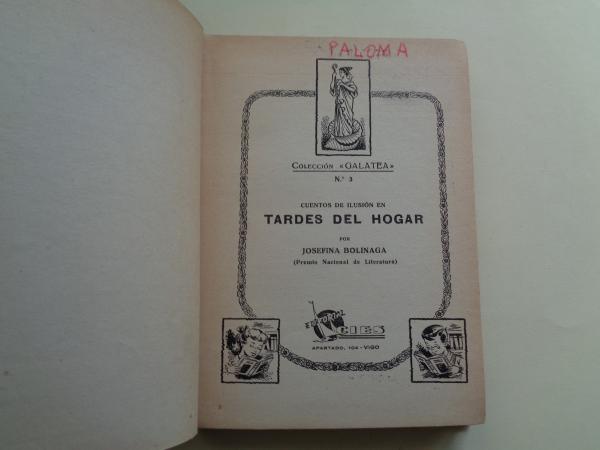 PALOMA
COLECCIÓN «GALATEA»
N.º 3
CUENTOS DE ILUSIÓN EN
TARDES DEL HOGAR
POR
JOSEFINA BOLINAGA
(Premio Nacional de Literatura)
EDITORIAL
CIES
APARTADO, 104 - VIGO